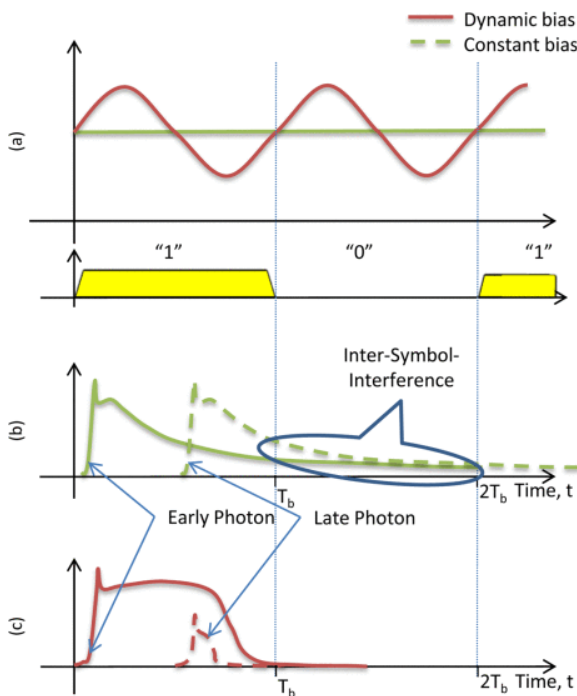 Dynamic bias
Constant bias
(a)
“1”
“0”
“1”
Inter-Symbol-
Interference
(b)
T_b
2T_b Time, t
Early Photon
Late Photon
(c)
T_b
2T_b Time, t